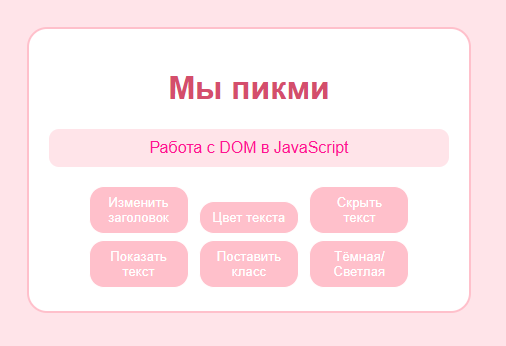 Мы пикми
Работа с DOM в JavaScript
Изменить
заголовок
Цвет текста
Скрыть
текст
Показать
текст
Поставить
класс
Тёмная/
Светлая